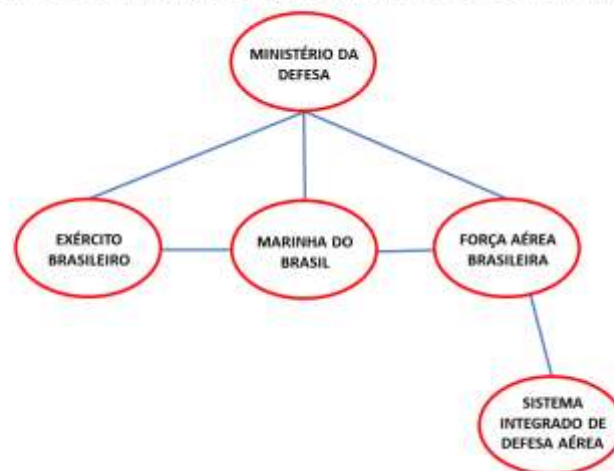 MINISTÉRIO DA
DEFESA
EXÉRCITO
BRASILEIRO
MARINHA DO
BRASIL
FORÇA AÉREA
BRASILEIRA
SISTEMA
INTEGRADO DE
DEFESA AÉREA